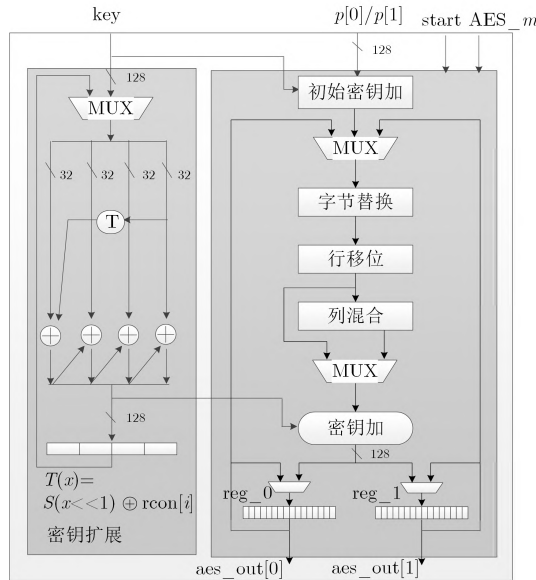 key
p[0]/p[1]
start AES_m
128
128
MUX
初始密钥加
MUX
32
32
32
32
字节替换
T
行移位
列混合
MUX
128
密钥加
128
T(x)=
S(x<<1) ⊕ rcon[i]
密钥扩展
reg_0
reg_1
aes_out[0]
aes_out[1]